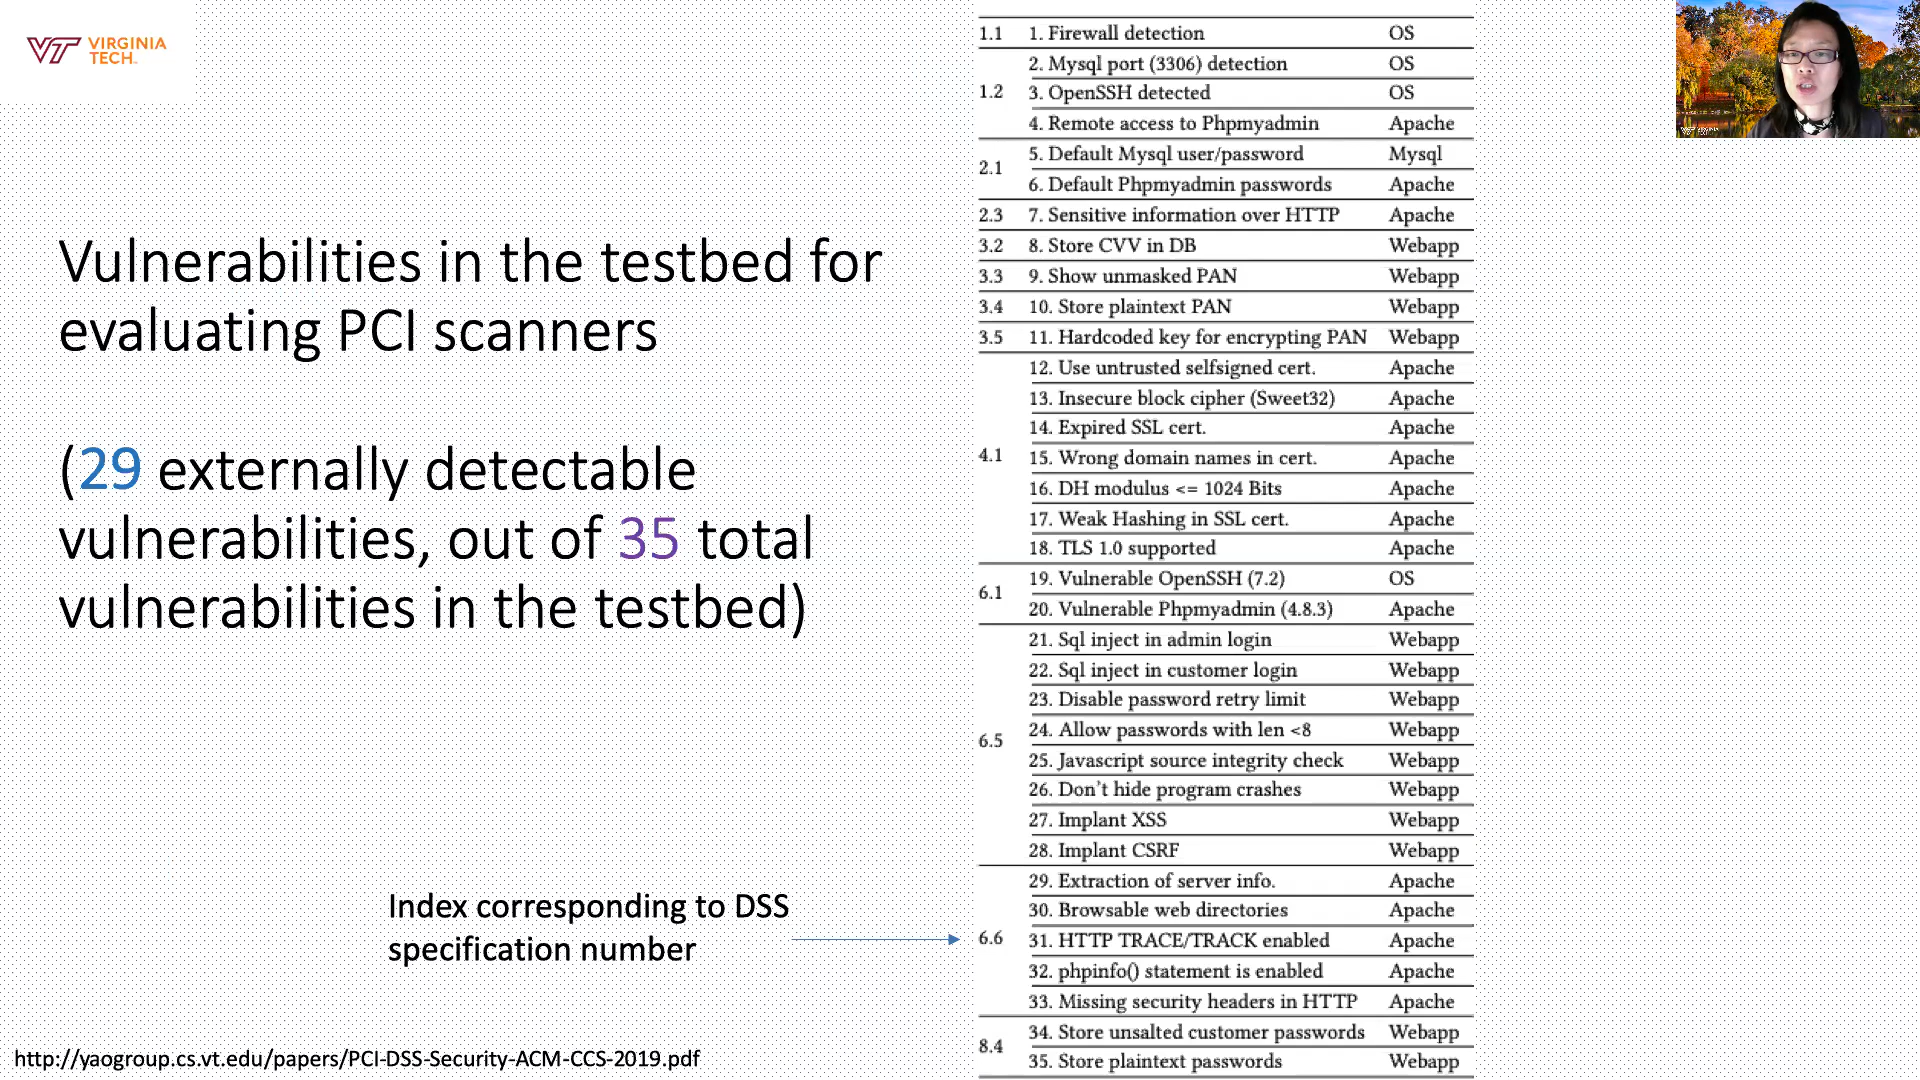 VIRGINIA
TECH
Vulnerabilities in the testbed for
evaluating PCI scanners
(29 externally detectable
vulnerabilities, out of 35 total
vulnerabilities in the testbed)
Index corresponding to DSS
specification number
http://yaogroup.cs.vt.edu/papers/PCI-DSS-Security-ACM-CCS-2019.pdf
1.1 1. Firewall detection OS
2. Mysql port (3306) detection OS
1.2 3. OpenSSH detected OS
4. Remote access to Phpmyadmin Apache
5. Default Mysql user/password Mysql
2.1
6. Default Phpmyadmin passwords Apache
2.3 7. Sensitive information over HTTP Apache
3.2 8. Store CVV in DB Webapp
3.3 9. Show unmasked PAN Webapp
3.4 10. Store plaintext PAN Webapp
3.5 11. Hardcoded key for encrypting PAN Webapp
12. Use untrusted selfsigned cert. Apache
13. Insecure block cipher (Sweet32) Apache
14. Expired SSL cert. Apache
4.1 15. Wrong domain names in cert. Apache
16. DH modulus <= 1024 Bits Apache
17. Weak Hashing in SSL cert. Apache
18. TLS 1.0 supported Apache
19. Vulnerable OpenSSH (7.2) OS
6.1
20. Vulnerable Phpmyadmin (4.8.3) Apache
21. Sql inject in admin login Webapp
22. Sql inject in customer login Webapp
23. Disable password retry limit Webapp
24. Allow passwords with len <8 Webapp
6.5
25. Javascript source integrity check Webapp
26. Don't hide program crashes Webapp
27. Implant XSS Webapp
28. Implant CSRF Webapp
29. Extraction of server info. Apache
30. Browsable web directories Apache
6.6 31. HTTP TRACE/TRACK enabled Apache
32. phpinfo() statement is enabled Apache
33. Missing security headers in HTTP Apache
34. Store unsalted customer passwords Webapp
8.4
35. Store plaintext passwords Webapp